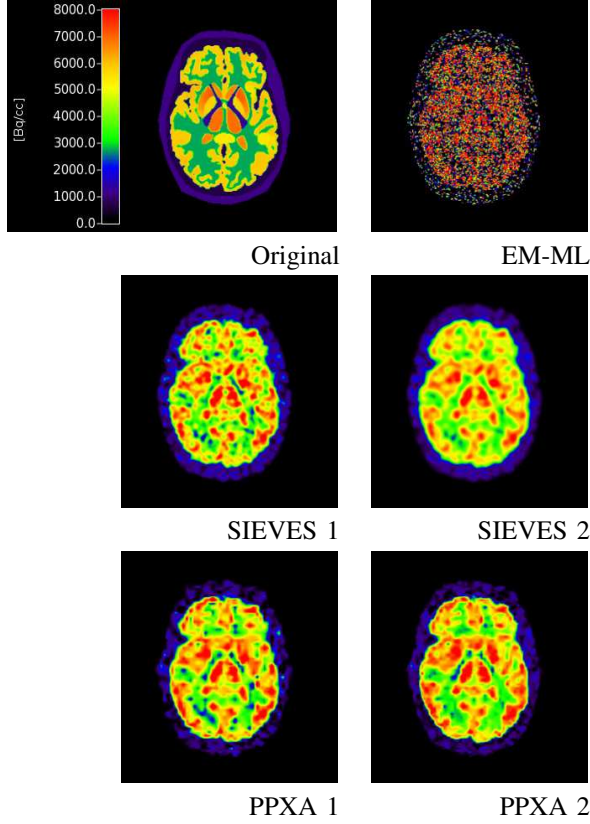 8000.0
7000.0
6000.0
5000.0
4000.0
3000.0
2000.0
1000.0
0.0
[Bq/cc]
Original
EM-ML
SIEVES 1
SIEVES 2
PPXA 1
PPXA 2